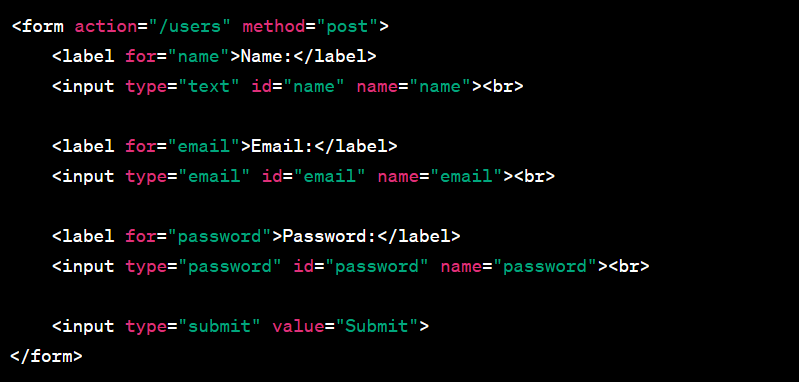 <form action="/users" method="post">
<label for="name">Name:</label>
<input type="text" id="name" name="name"><br>
<label for="email">Email:</label>
<input type="email" id="email" name="email"><br>
<label for="password">Password:</label>
<input type="password" id="password" name="password"><br>
<input type="submit" value="Submit">
</form>